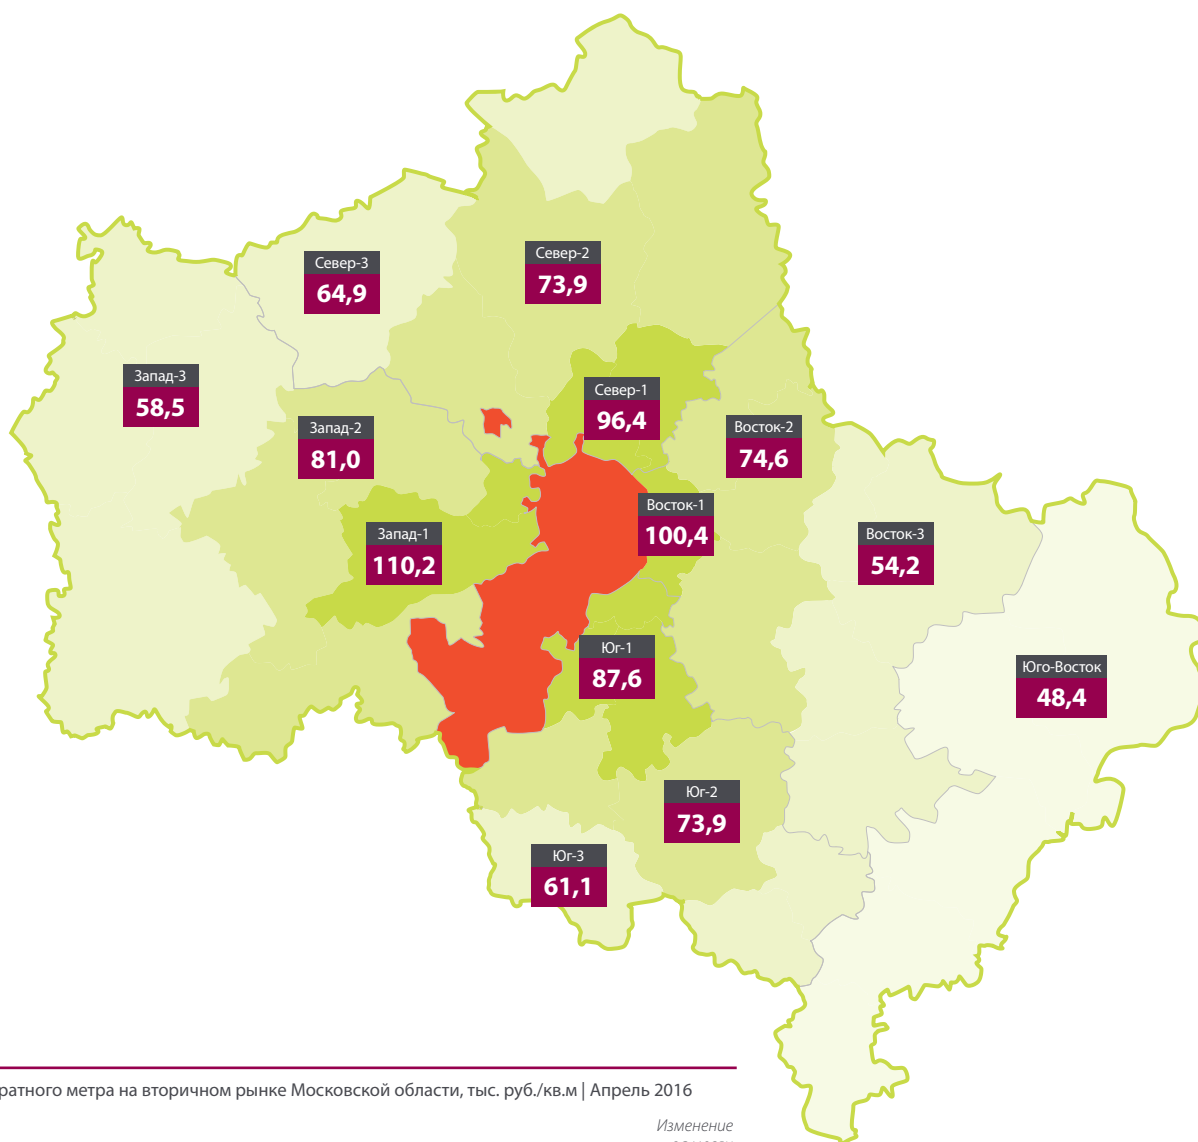 Север-2
73,9
Север-3
64,9
Запад-3
58,5
Север-1
96,4
Запад-2
81,0
Восток-2
74,6
Восток-1
100,4
Запад-1
110,2
Восток-3
54,2
Юг-1
87,6
Юго-Восток
48,4
Юг-2
73,9
Юг-3
61,1
ратного метра на вторичном рынке Московской области, тыс. руб./кв.м | Апрель 2016
Изменение